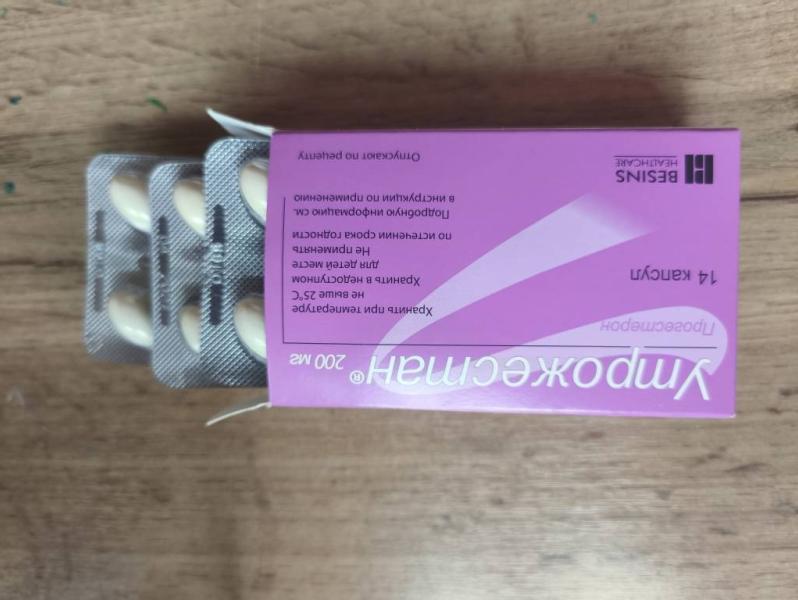 Утрожестан® 200 мг
Прогестерон
14 капсул
Хранить при температуре
не выше 25°С
Хранить в недоступном
для детей месте
Не применять
по истечении срока годности
Подробную информацию см.
в инструкции по применению
BESINS
HEALTHCARE
Отпускают по рецепту